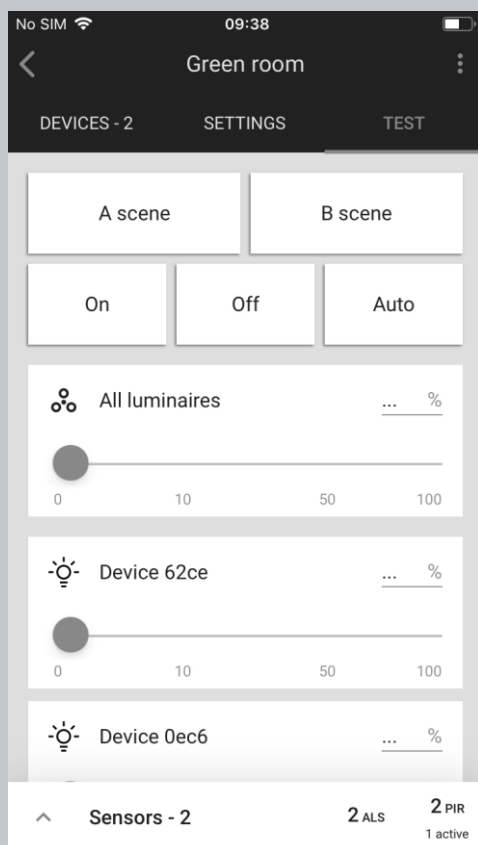 No SIM 09:38
Green room
DEVICES - 2 SETTINGS TEST
A scene B scene
On Off Auto
All luminaires ... %
0 10 50 100
Device 62ce ... %
0 10 50 100
Device 0ec6 ... %
Sensors - 2 2 ALS 2 PIR
1 active